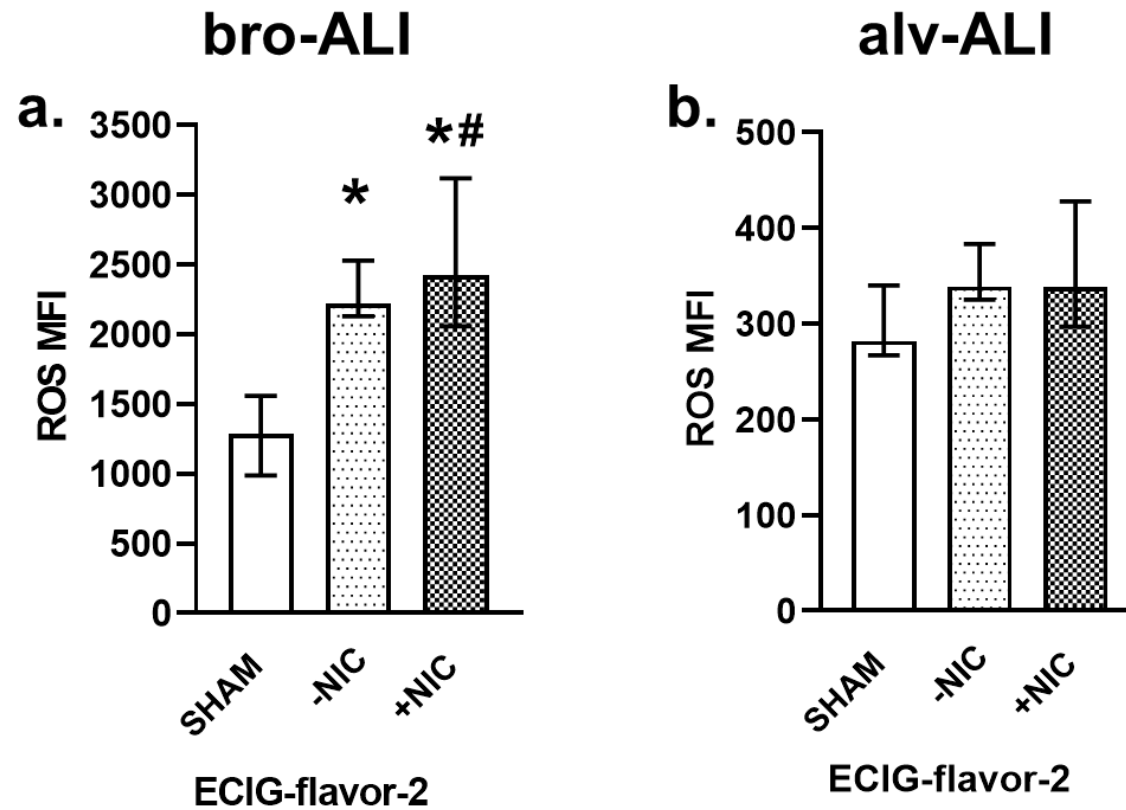 bro-ALI
a.
ROS MFI
3500
3000
2500
2000
1500
1000
500
0
*
*#
SHAM
-NIC
+NIC
ECIG-flavor-2
alv-ALI
b.
ROS MFI
500
400
300
200
100
0
SHAM
-NIC
+NIC
ECIG-flavor-2